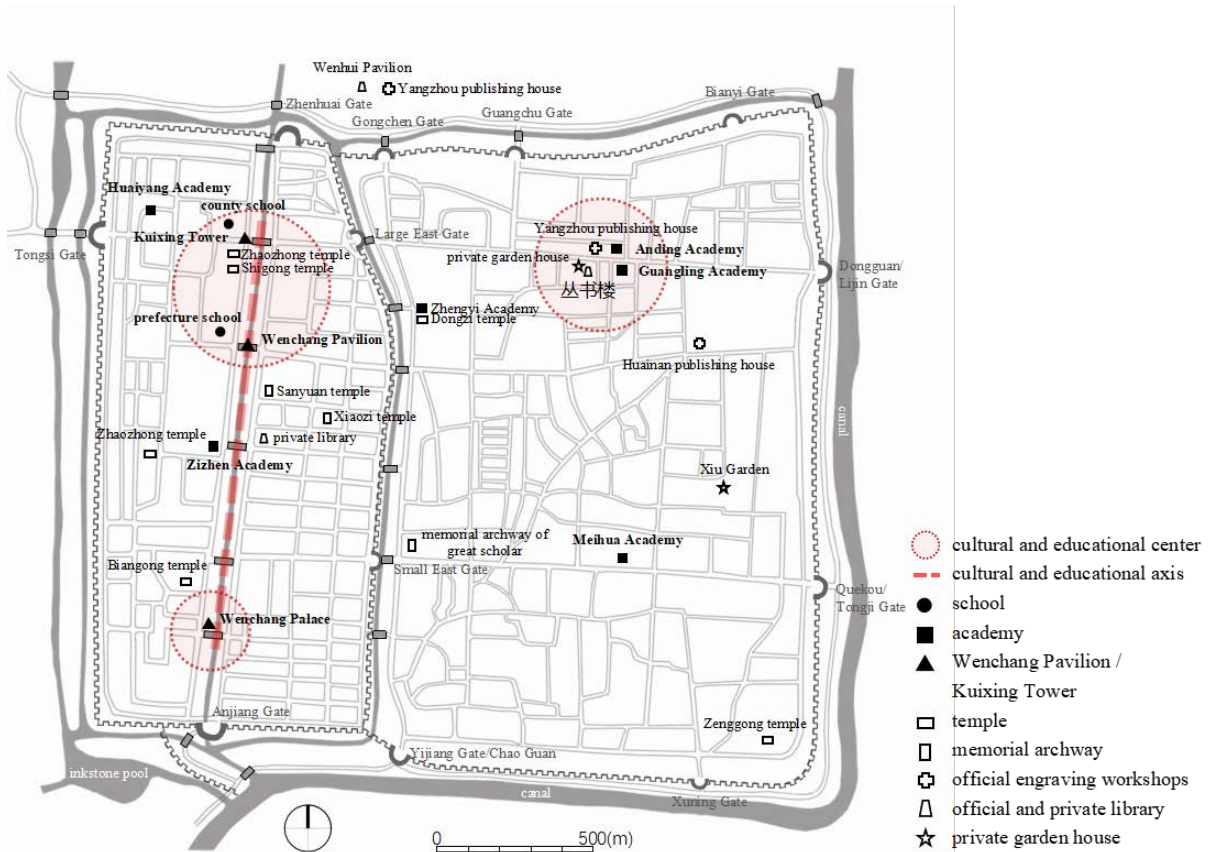 Wenhui Pavilion
Yangzhou publishing house
Bianyi Gate
Zhenhuai Gate
Guangchu Gate
Gongchen Gate
Huaiyang Academy
county school
Kuixing Tower
Large East Gate
Yangzhou publishing house
Tongsi Gate
Zhaozhong temple
Anding Academy
private garden house
Shigong temple
Guangling Academy
Dongguan/
Lijin Gate
丛书楼
Zhengyi Academy
prefecture school
Dongzi temple
Wenchang Pavilion
Huainan publishing house
Sanyuan temple
Xiaozi temple
canal
Zhaozhong temple
private library
Zizhen Academy
Xiu Garden
memorial archway of
great scholar
Meihua Academy
Biangong temple
Small East Gate
Quekou/
Tongji Gate
Wenchang Palace
Anjiang Gate
Zenggong temple
Yijiang Gate/Chao Guan
inkstone pool
canal
Xuning Gate
0
500(m)
cultural and educational center
cultural and educational axis
school
academy
Wenchang Pavilion /
Kuixing Tower
temple
memorial archway
official engraving workshops
official and private library
private garden house